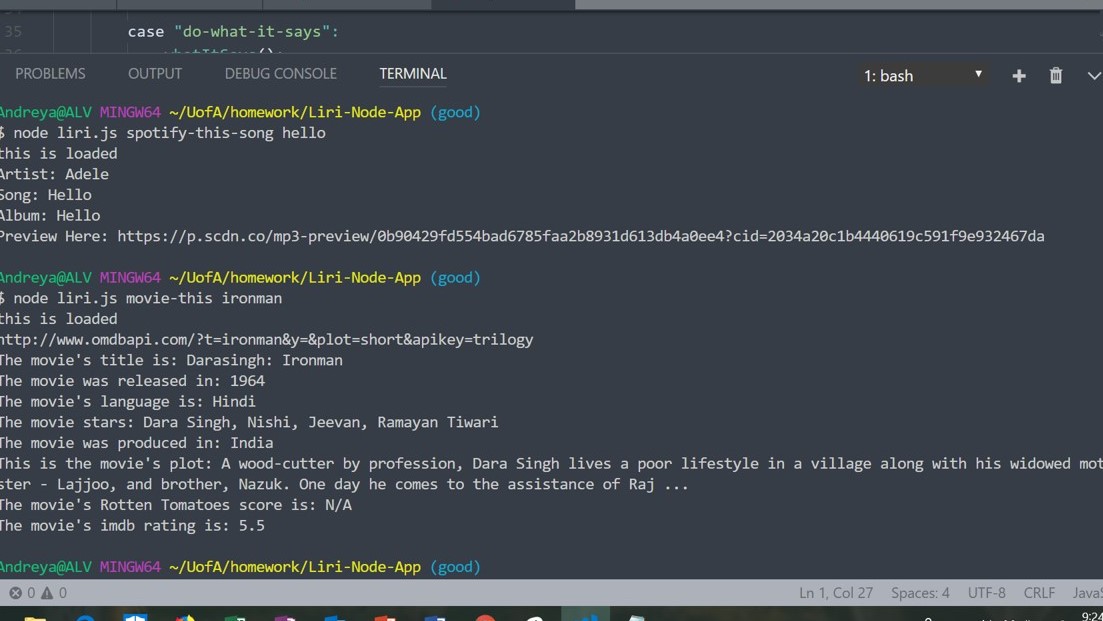 35 case "do-what-it-says":
PROBLEMS OUTPUT DEBUG CONSOLE TERMINAL 1: bash
Andreya@ALV MINGW64 ~/UofA/homework/Liri-Node-App (good)
$ node liri.js spotify-this-song hello
this is loaded
Artist: Adele
Song: Hello
Album: Hello
Preview Here: https://p.scdn.co/mp3-preview/0b90429fd554bad6785faa2b8931d613db4a0ee4?cid=2034a20c1b4440619c591f9e932467da
Andreya@ALV MINGW64 ~/UofA/homework/Liri-Node-App (good)
$ node liri.js movie-this ironman
this is loaded
http://www.omdbapi.com/?t=ironman&y=&plot=short&apikey=trilogy
The movie's title is: Darasingh: Ironman
The movie was released in: 1964
The movie's language is: Hindi
The movie stars: Dara Singh, Nishi, Jeevan, Ramayan Tiwari
The movie was produced in: India
This is the movie's plot: A wood-cutter by profession, Dara Singh lives a poor lifestyle in a village along with his widowed mot
ster - Lajjoo, and brother, Nazuk. One day he comes to the assistance of Raj ...
The movie's Rotten Tomatoes score is: N/A
The movie's imdb rating is: 5.5
Andreya@ALV MINGW64 ~/UofA/homework/Liri-Node-App (good)
0 0 Ln 1, Col 27 Spaces: 4 UTF-8 CRLF JavaS
9:24